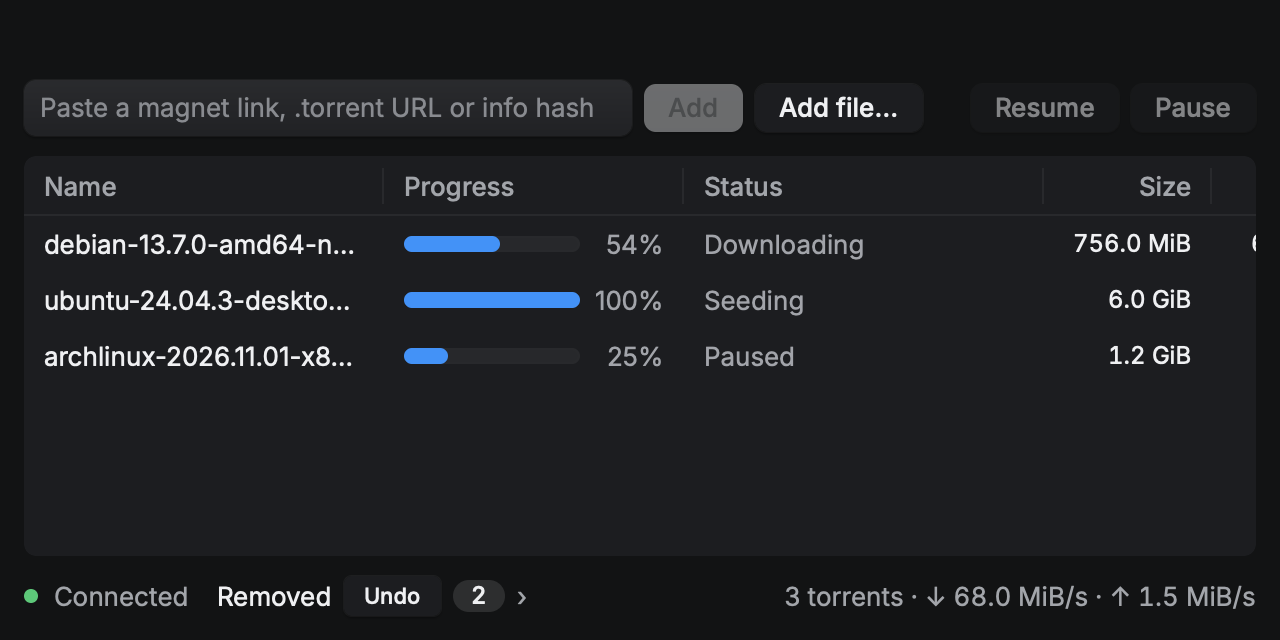 Paste a magnet link, .torrent URL or info hash Add Add file... Resume Pause
Name Progress Status Size
debian-13.7.0-amd64-n... 54% Downloading 756.0 MiB
ubuntu-24.04.3-deskto... 100% Seeding 6.0 GiB
archlinux-2026.11.01-x8... 25% Paused 1.2 GiB
Connected Removed Undo 2 › 3 torrents · ↓ 68.0 MiB/s · ↑ 1.5 MiB/s